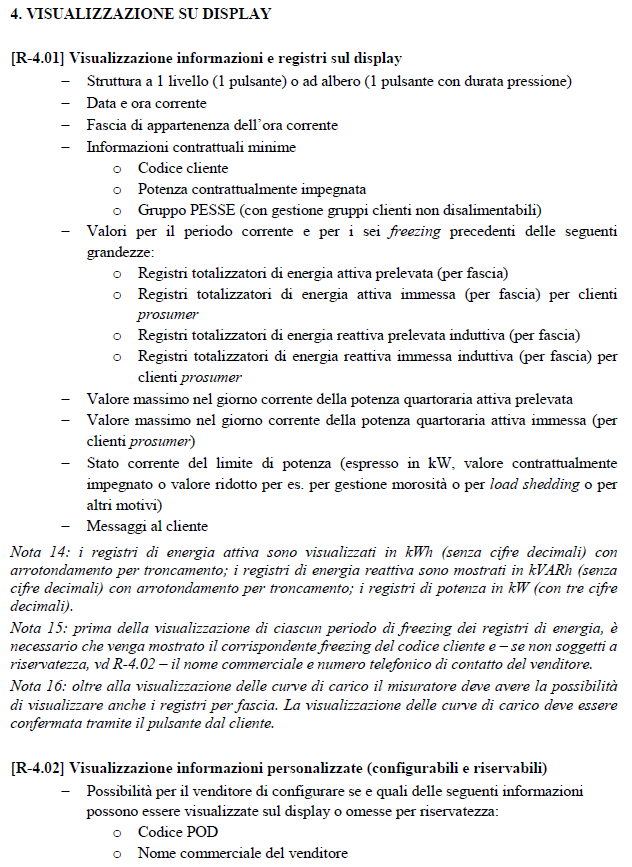 4. VISUALIZZAZIONE SU DISPLAY
[R-4.01] Visualizzazione informazioni e registri sul display
– Struttura a 1 livello (1 pulsante) o ad albero (1 pulsante con durata pressione)
– Data e ora corrente
– Fascia di appartenenza dell'ora corrente
– Informazioni contrattuali minime
o Codice cliente
o Potenza contrattualmente impegnata
o Gruppo PESSE (con gestione gruppi clienti non disalimentabili)
– Valori per il periodo corrente e per i sei freezing precedenti delle seguenti
grandezze:
o Registri totalizzatori di energia attiva prelevata (per fascia)
o Registri totalizzatori di energia attiva immessa (per fascia) per clienti
prosumer
o Registri totalizzatori di energia reattiva prelevata induttiva (per fascia)
o Registri totalizzatori di energia reattiva immessa induttiva (per fascia) per
clienti prosumer
– Valore massimo nel giorno corrente della potenza quartoraria attiva prelevata
– Valore massimo nel giorno corrente della potenza quartoraria attiva immessa (per
clienti prosumer)
– Stato corrente del limite di potenza (espresso in kW, valore contrattualmente
impegnato o valore ridotto per es. per gestione morosità o per load shedding o per
altri motivi)
– Messaggi al cliente
Nota 14: i registri di energia attiva sono visualizzati in kWh (senza cifre decimali) con
arrotondamento per troncamento; i registri di energia reattiva sono mostrati in kVARh (senza
cifre decimali) con arrotondamento per troncamento; i registri di potenza in kW (con tre cifre
decimali).
Nota 15: prima della visualizzazione di ciascun periodo di freezing dei registri di energia, è
necessario che venga mostrato il corrispondente freezing del codice cliente e – se non soggetti a
riservatezza, vd R-4.02 – il nome commerciale e numero telefonico di contatto del venditore.
Nota 16: oltre alla visualizzazione delle curve di carico il misuratore deve avere la possibilità
di visualizzare anche i registri per fascia. La visualizzazione delle curve di carico deve essere
confermata tramite il pulsante dal cliente.
[R-4.02] Visualizzazione informazioni personalizzate (configurabili e riservabili)
– Possibilità per il venditore di configurare se e quali delle seguenti informazioni
possono essere visualizzate sul display o omesse per riservatezza:
o Codice POD
o Nome commerciale del venditore